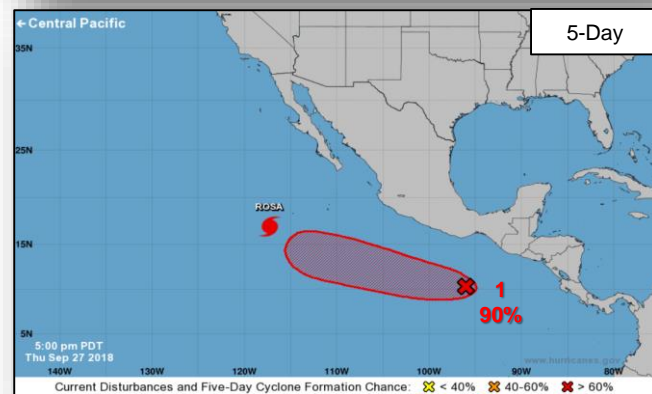 ←Central Pacific
5-Day
35N
25N
ROSA
15N
1
90%
5N
5:00 pm PDT
Thu Sep 27 2018
www.hurricanes.gov
140W 130W 120W 110W 100W 90W 80W
Current Disturbances and Five-Day Cyclone Formation Chance: < 40% 40-60% > 60%